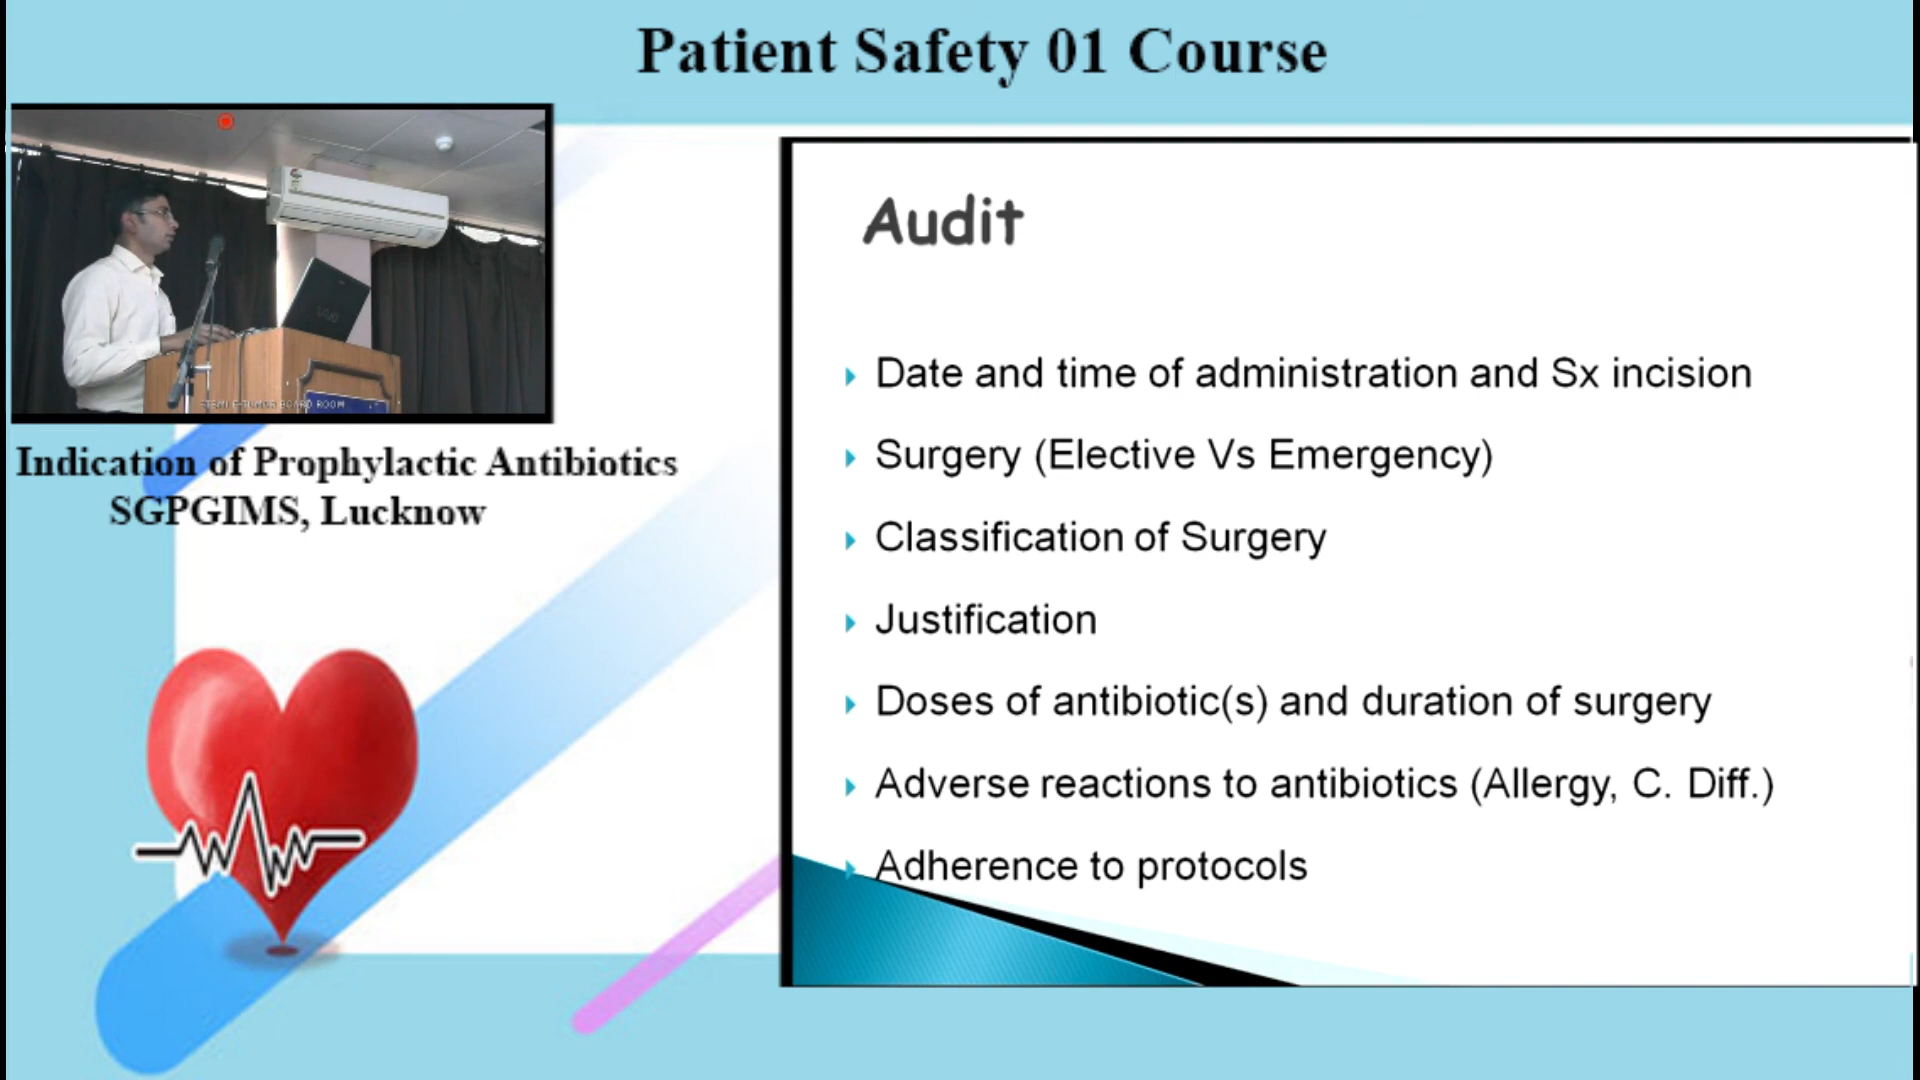 Patient Safety 01 Course
Indication of Prophylactic Antibiotics
SGPGIMS, Lucknow
Audit
Date and time of administration and Sx incision
Surgery (Elective Vs Emergency)
Classification of Surgery
Justification
Doses of antibiotic(s) and duration of surgery
Adverse reactions to antibiotics (Allergy, C. Diff.)
Adherence to protocols